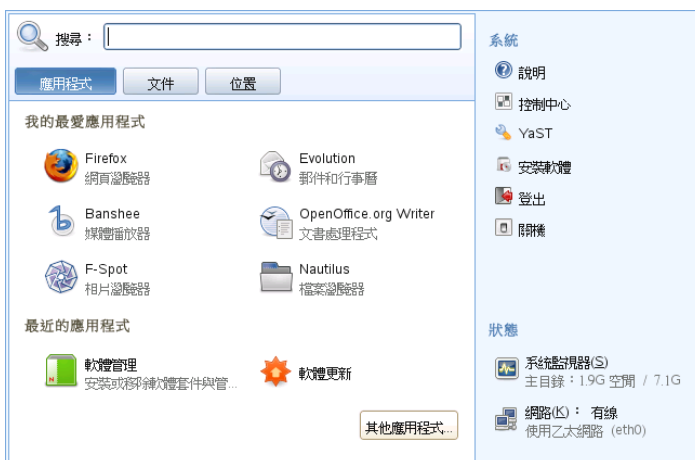 搜尋：
應用程式
文件
位置
我的最愛應用程式
Firefox
網頁瀏覽器
Evolution
郵件和行事曆
Banshee
媒體播放器
OpenOffice.org Writer
文書處理程式
F-Spot
相片瀏覽器
Nautilus
檔案瀏覽器
最近的應用程式
軟體管理
安裝或移除軟體套件與管...
軟體更新
其他應用程式...
系統
說明
控制中心
YaST
安裝軟體
登出
關機
狀態
系統監視器(S)
主目錄：1.9G 空閒 / 7.1G
網路(K)： 有線
使用乙太網路 (eth0)